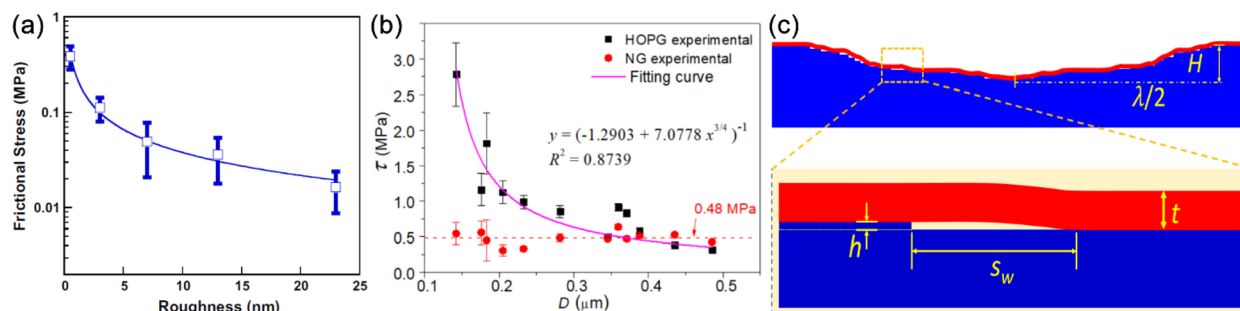 (a)
Frictional Stress (MPa)
1
0.1
0.01
0 5 10 15 20 25
Roughness (nm)
(b)
τ (MPa)
3.0
2.5
2.0
1.5
1.0
0.5
0.0
0.1 0.2 0.3 0.4 0.5
D (μm)
HOPG experimental
NG experimental
Fitting curve
y = (-1.2903 + 7.0778 x^{3/4})^{-1}
R² = 0.8739
0.48 MPa
(c)
H
λ/2
t
h
s_w